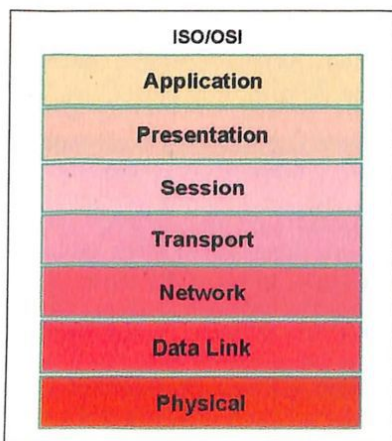 ISO/OSI
Application
Presentation
Session
Transport
Network
Data Link
Physical